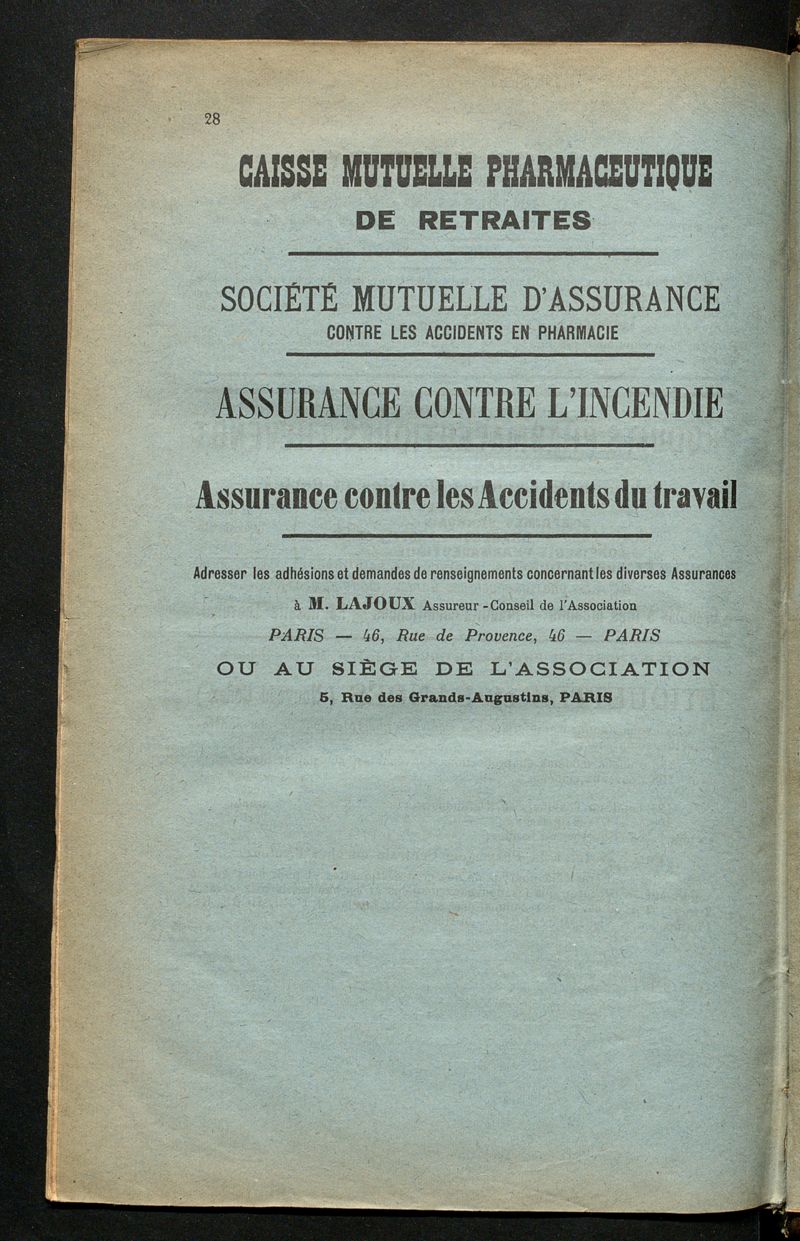 28
CAISSE MUTUELLE PHARMACEUTIQUE
DE RETRAITES
SOCIÉTÉ MUTUELLE D'ASSURANCE
CONTRE LES ACCIDENTS EN PHARMACIE
ASSURANCE CONTRE L'INCENDIE
Assurance contre les Accidents du travail
Adresser les adhésions et demandes de renseignements concernant les diverses Assurances
à M. LAJOUX Assureur-Conseil de l'Association
PARIS — 46, Rue de Provence, 46 — PARIS
OU AU SIÈGE DE L'ASSOCIATION
5, Rue des Grands-Augustins, PARIS